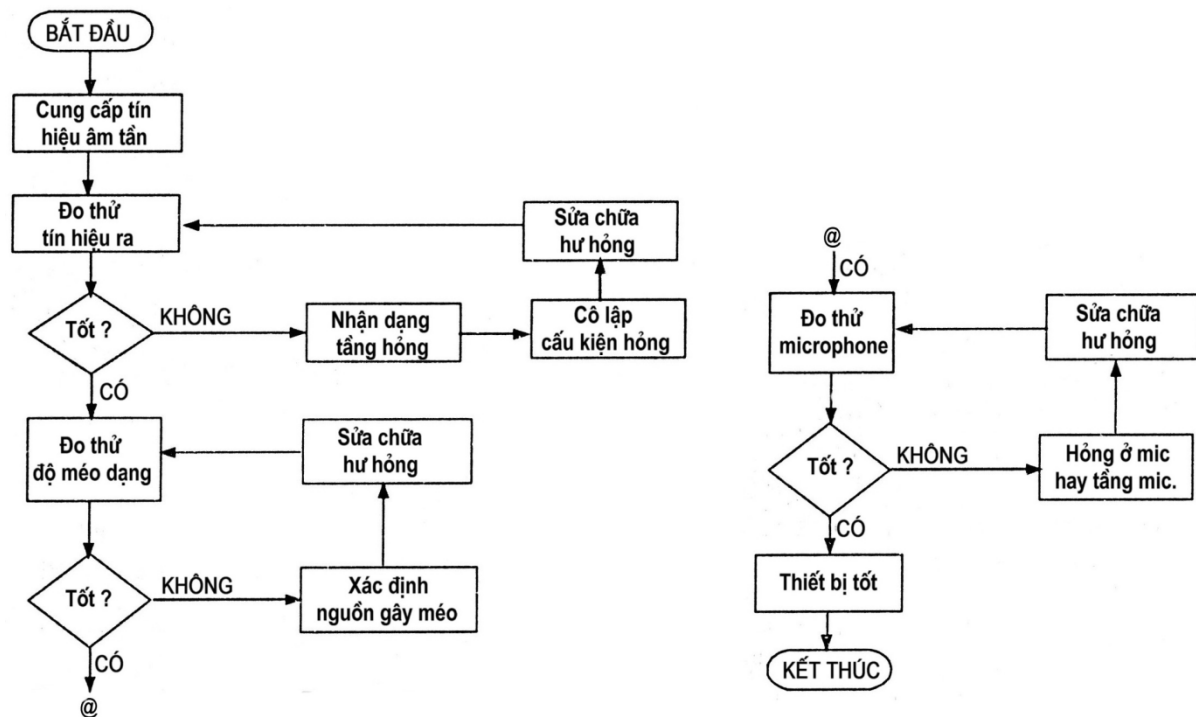 BẮT ĐẦU
Cung cấp tín
hiệu âm tần
Đo thử
tín hiệu ra
Sửa chữa
hư hỏng
Tốt ?
KHÔNG
Nhận dạng
tầng hỏng
Cô lập
cấu kiện hỏng
CÓ
Đo thử
độ méo dạng
Sửa chữa
hư hỏng
Tốt ?
KHÔNG
Xác định
nguồn gây méo
CÓ
@
@
CÓ
Đo thử
microphone
Sửa chữa
hư hỏng
Tốt ?
KHÔNG
Hỏng ở mic
hay tầng mic.
CÓ
Thiết bị tốt
KẾT THÚC